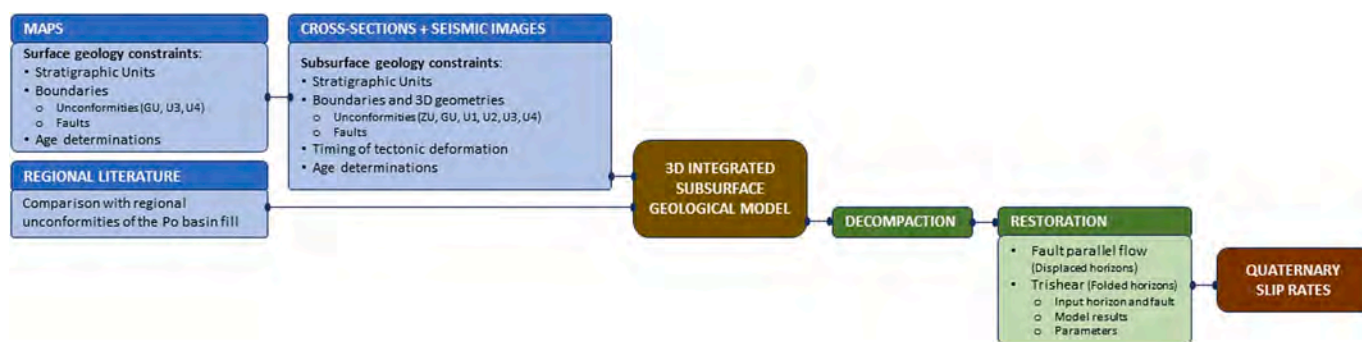 MAPS
Surface geology constraints:
• Stratigraphic Units
• Boundaries
o Unconformities (GU, U3, U4)
o Faults
• Age determinations
REGIONAL LITERATURE
Comparison with regional
unconformities of the Po basin fill
CROSS-SECTIONS + SEISMIC IMAGES
Subsurface geology constraints:
• Stratigraphic Units
• Boundaries and 3D geometries
o Unconformities (ZU, GU, U1, U2, U3, U4)
o Faults
• Timing of tectonic deformation
• Age determinations
3D INTEGRATED
SUBSURFACE
GEOLOGICAL MODEL
DECOMPACTION
RESTORATION
• Fault parallel flow
(Displaced horizons)
• Trishear (Folded horizons)
o Input horizon and fault
o Model results
o Parameters
QUATERNARY
SLIP RATES